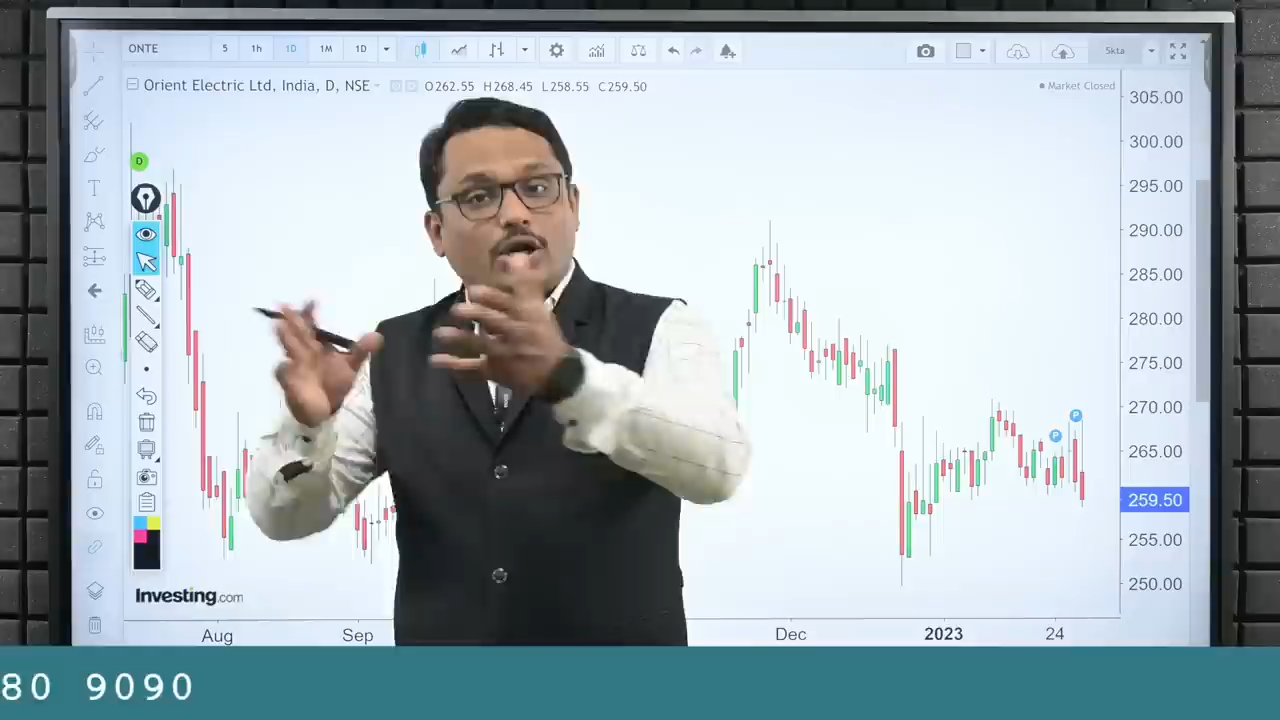 ONTE 5 1h 1D 1M 1D 5kta
Orient Electric Ltd, India, D, NSE O262.55 H268.45 L258.55 C259.50 Market Closed
305.00
300.00
D
295.00
290.00
285.00
280.00
275.00
270.00
P
P
265.00
259.50
255.00
250.00
Investing.com
Aug Sep Dec 2023 24
80 9090